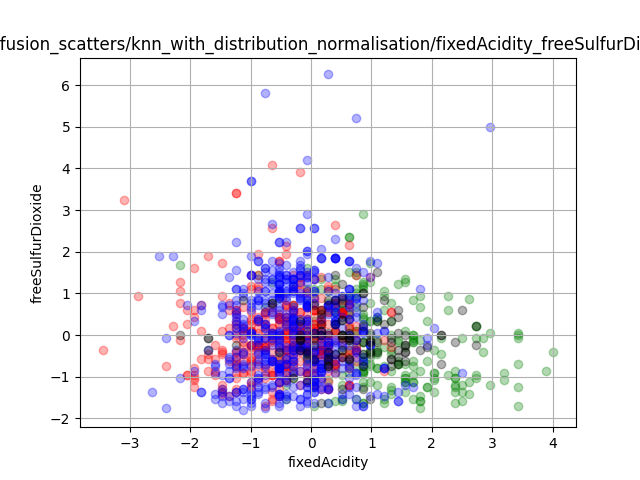 fusion_scatters/knn_with_distribution_normalisation/fixedAcidity_freeSulfurDi
6
5
4
3
2
1
0
−1
−2
freeSulfurDioxide
−3 −2 −1 0 1 2 3 4
fixedAcidity